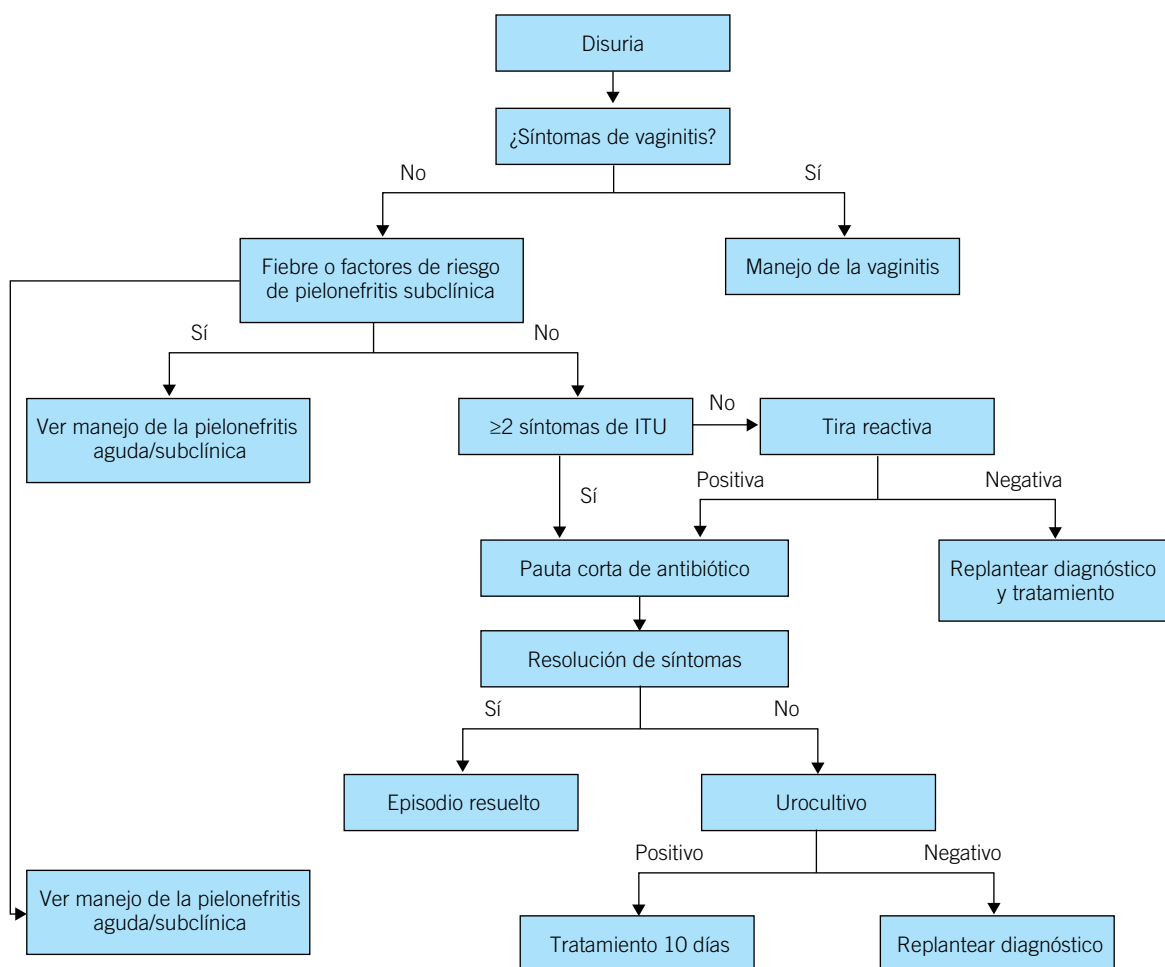 Disuria
¿Síntomas de vaginitis?
No
Sí
Fiebre o factores de riesgo
de pielonefritis subclínica
Manejo de la vaginitis
Sí
No
Ver manejo de la pielonefritis
aguda/subclínica
≥2 síntomas de ITU
No
Tira reactiva
Sí
Positiva
Negativa
Pauta corta de antibiótico
Replantear diagnóstico
y tratamiento
Resolución de síntomas
Sí
No
Episodio resuelto
Urocultivo
Positivo
Negativo
Ver manejo de la pielonefritis
aguda/subclínica
Tratamiento 10 días
Replantear diagnóstico